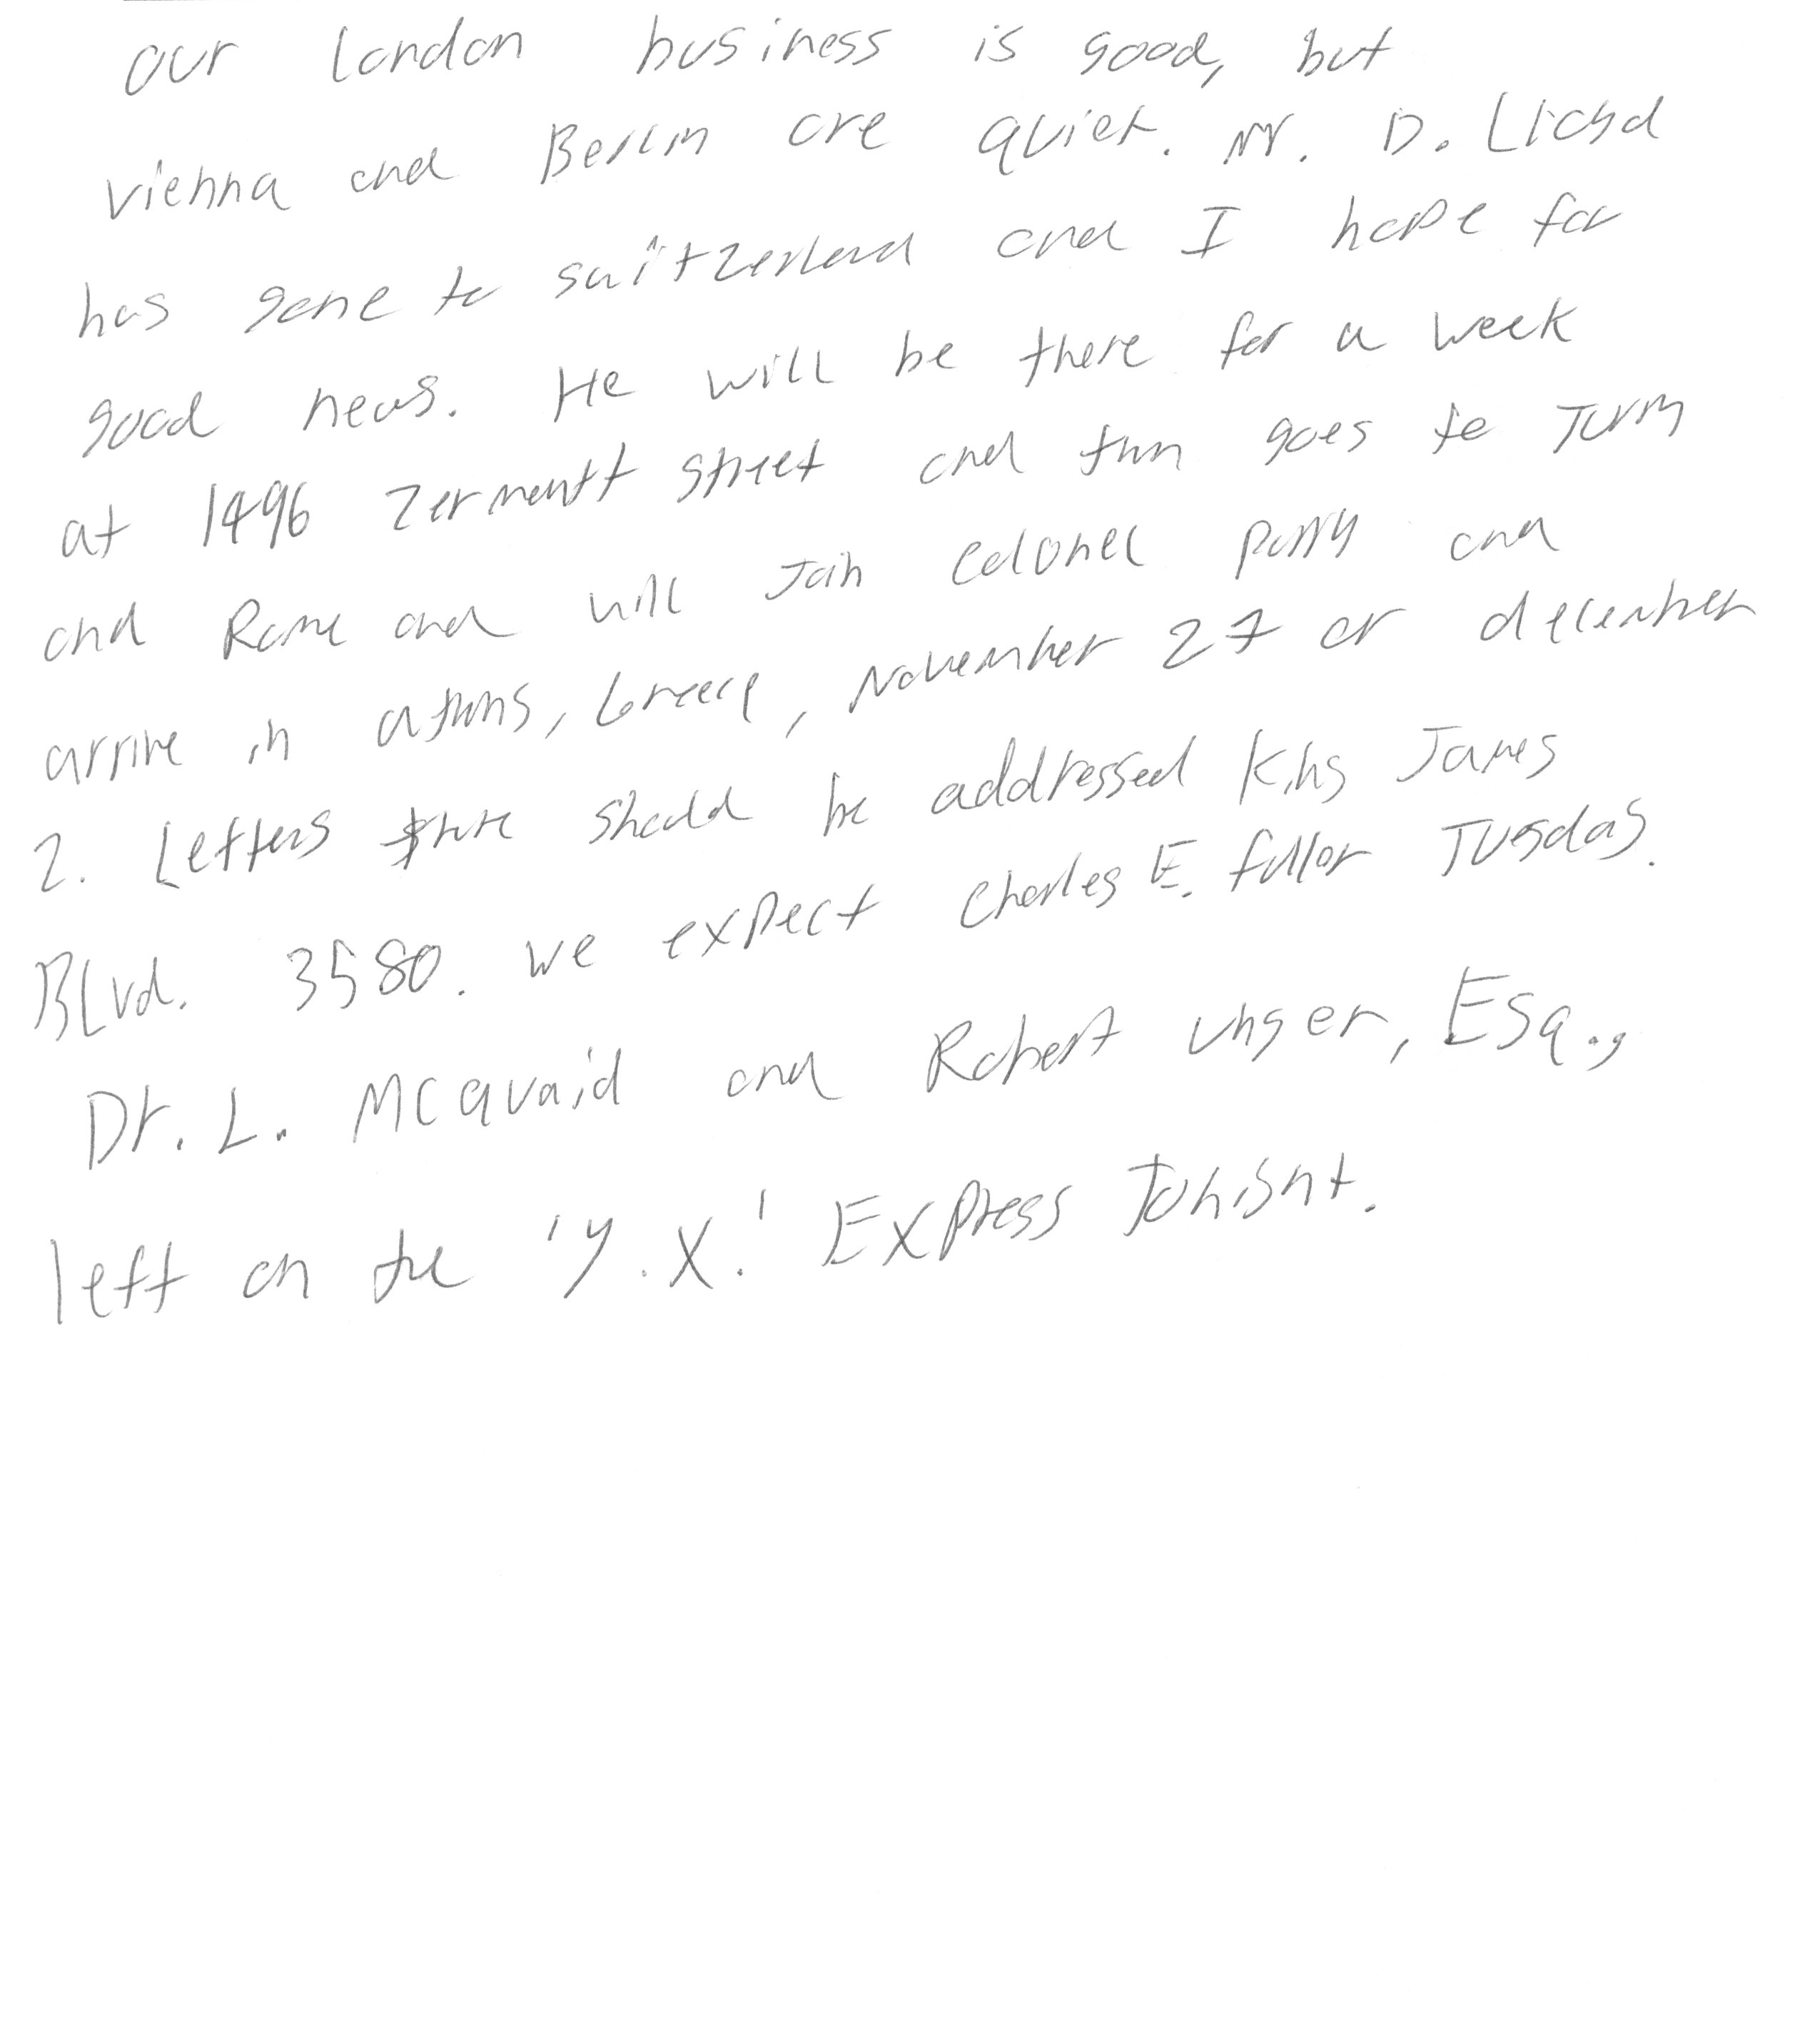 our london business is good, but
vienna and Berlin are quiet. Mr. D. Lloyd
has gone to switzerland and I hope for
good news. He will be there for a week
at 1496 Zermatt street and then goes to Turin
and Rome and will Join Colonel Parry and
arrive in athens, Greece, November 27 or december
2. Letters there should be addressed King James
Blvd. 3580. we expect Charles E. fuller Tuesday.
Dr. L. McQuaid and Robert unger, Esq.,
left on the 'Y.X.' Express Tonight.